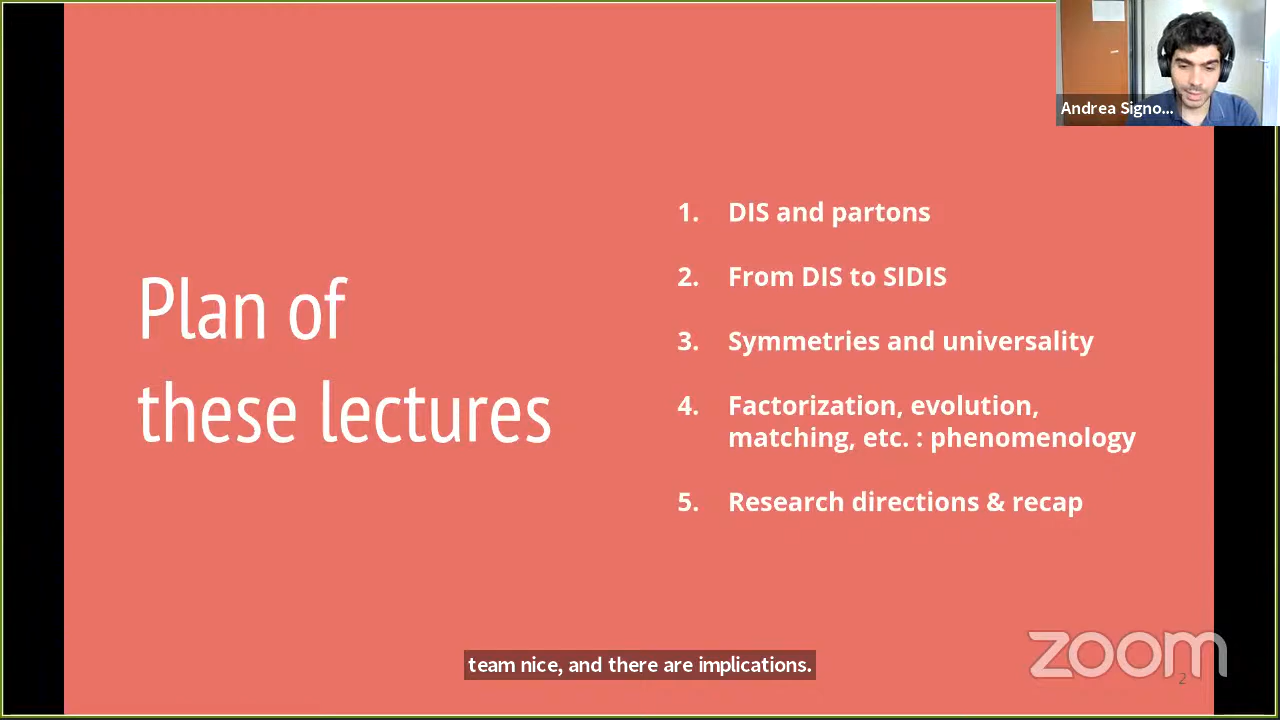 Andrea Signo...
Plan of
these lectures
1. DIS and partons
2. From DIS to SIDIS
3. Symmetries and universality
4. Factorization, evolution,
matching, etc. : phenomenology
5. Research directions & recap
team nice, and there are implications.
zoom
2